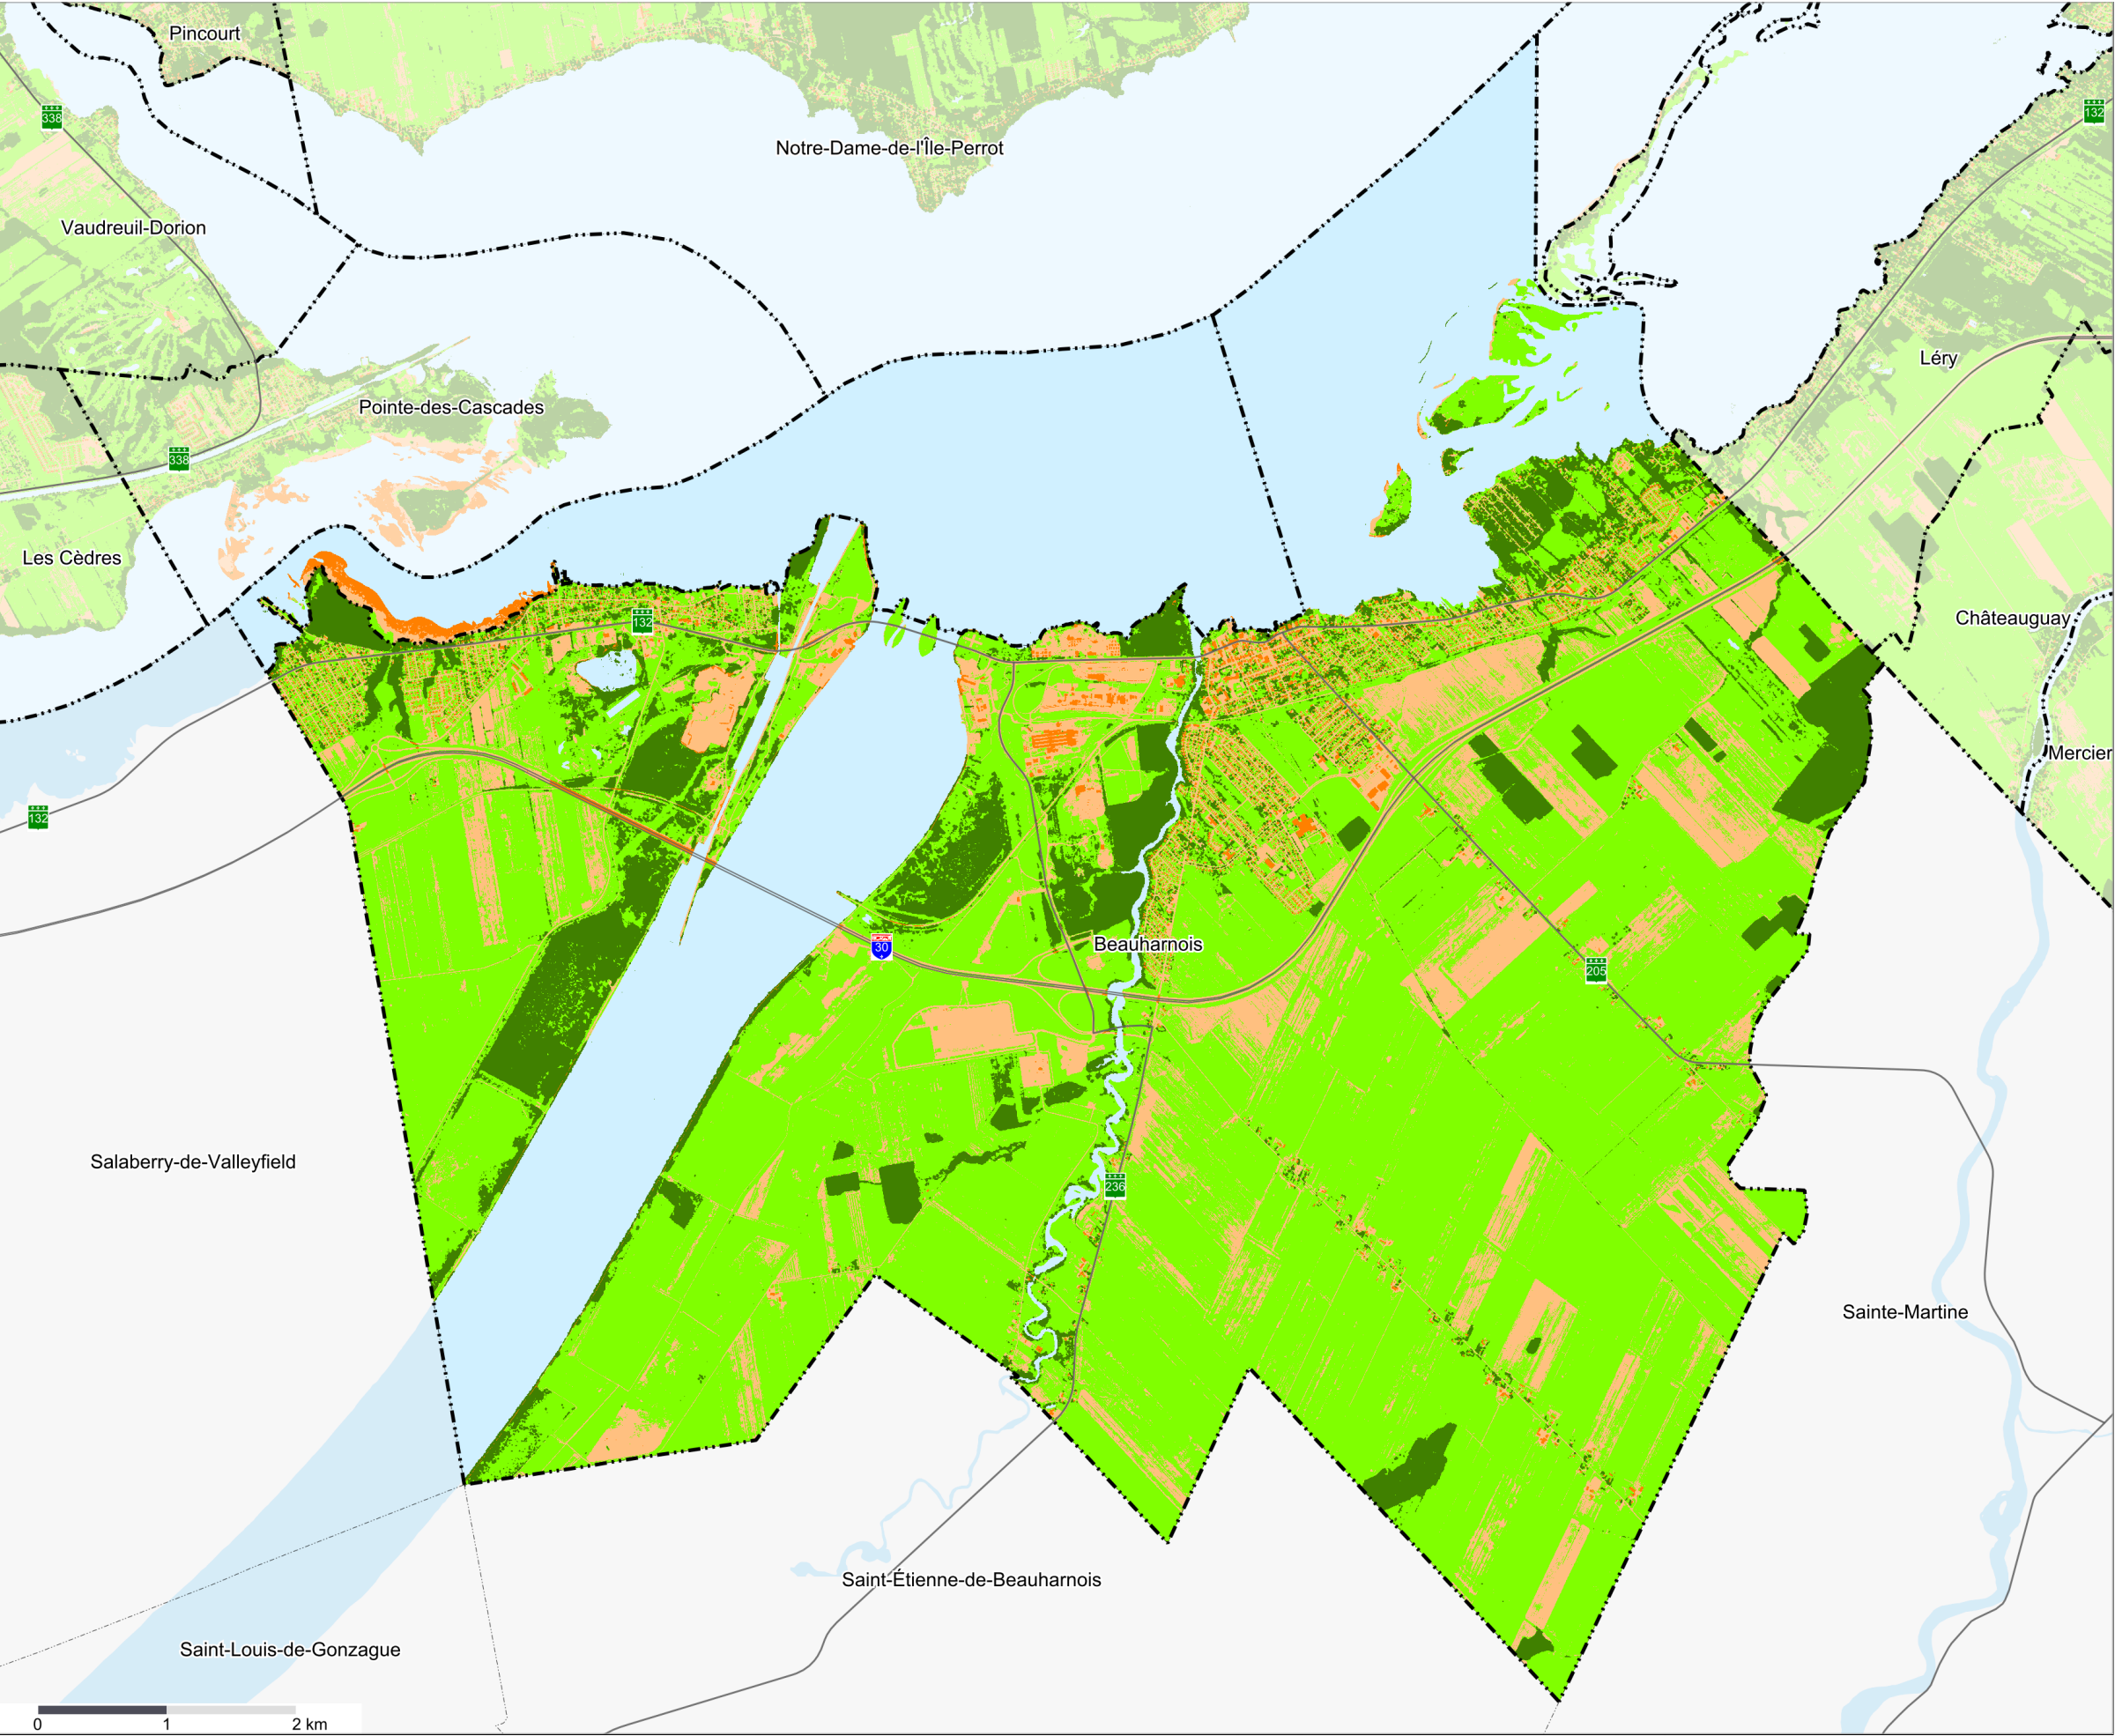 Pincourt
338
132
Notre-Dame-de-l'Île-Perrot
Vaudreuil-Dorion
Léry
Pointe-des-Cascades
338
Les Cèdres
132
Châteauguay
Mercier
132
30
Beauharnois
205
Salaberry-de-Valleyfield
236
Sainte-Martine
Saint-Étienne-de-Beauharnois
Saint-Louis-de-Gonzague
0 1 2 km